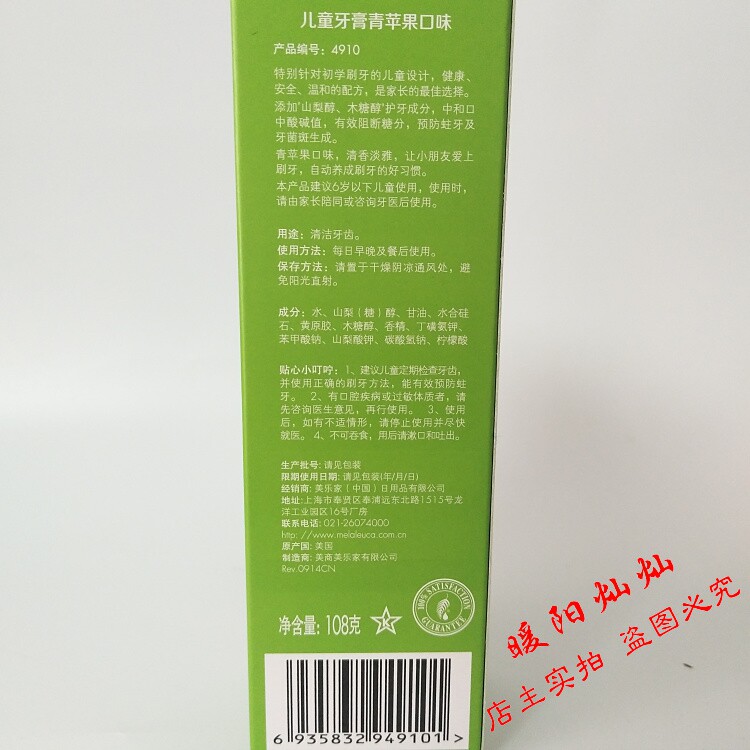 儿童牙膏青苹果口味
产品编号：4910
特别针对初学刷牙的儿童设计，健康、
安全、温和的配方，是家长的最佳选择。
添加"山梨醇、木糖醇"护牙成分，中和口
中酸碱值，有效阻断糖分，预防蛀牙及
牙菌斑生成。
青苹果口味，清香淡雅，让小朋友爱上
刷牙，自动养成刷牙的好习惯。
本产品建议6岁以下儿童使用，使用时，
请由家长陪同或咨询牙医后使用。
用途：清洁牙齿。
使用方法：每日早晚及餐后使用。
保存方法：请置于干燥阴凉通风处，避
免阳光直射。
成分：水、山梨（糖）醇、甘油、水合硅
石、黄原胶、木糖醇、香精、丁磺氨钾、
苯甲酸钠、山梨酸钾、碳酸氢钠、柠檬酸
贴心小叮咛：1、建议儿童定期检查牙齿，
并使用正确的刷牙方法，能有效预防蛀
牙。 2、有口腔疾病或过敏体质者，请
先咨询医生意见，再行使用。 3、使用
后，如有不适情形，请停止使用并尽快
就医。 4、不可吞食，用后请漱口和吐出。
生产批号：请见包装
限期使用日期：请见包装(年/月/日)
经销商：美乐家（中国）日用品有限公司
地址：上海市奉贤区奉浦远东北路1515号龙
洋工业园区16号厂房
联系电话：021-26074000
http://www.melaleuca.com.cn
原产国：美国
制造商：美商美乐家有限公司
Rev.0914CN
净含量：108克
K
100% SATISFACTION
GUARANTEE
6 935832 949101 >
暖阳灿灿
店主实拍 盗图必究